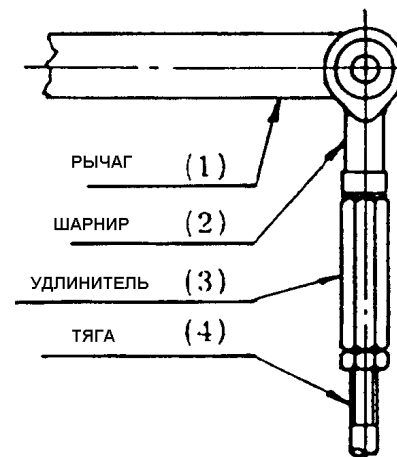 РЫЧАГ (1)
ШАРНИР (2)
УДЛИНИТЕЛЬ (3)
ТЯГА (4)